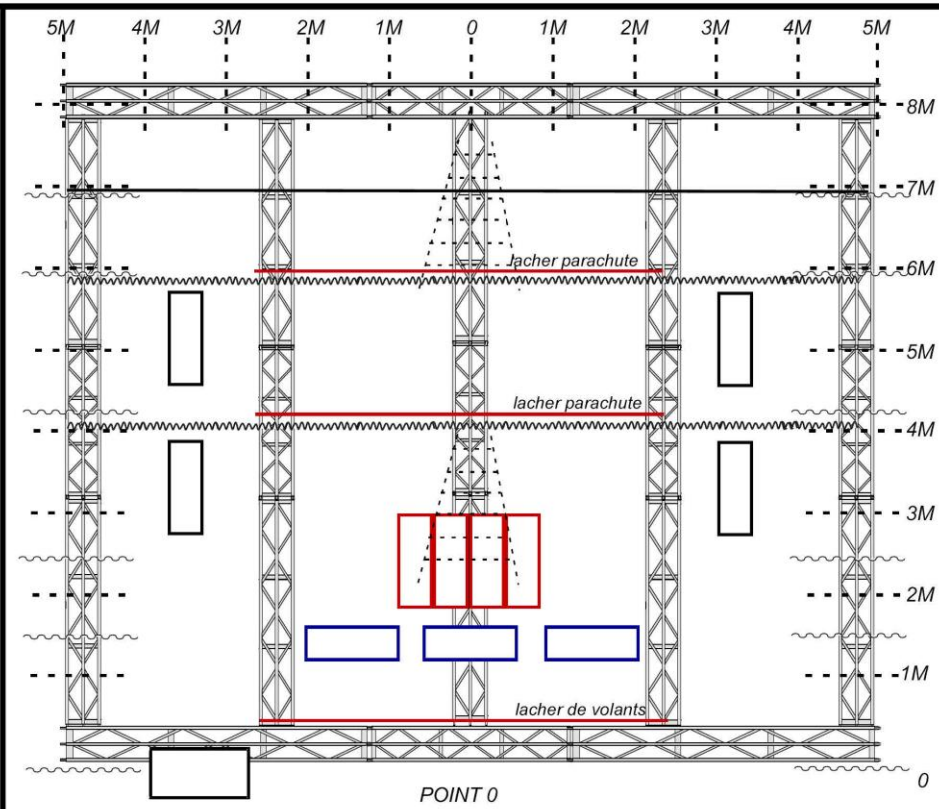 5M 4M 3M 2M 1M 0 1M 2M 3M 4M 5M
8M
7M
lacher parachute
6M
5M
lacher parachute
4M
3M
2M
1M
lacher de volants
0
POINT 0